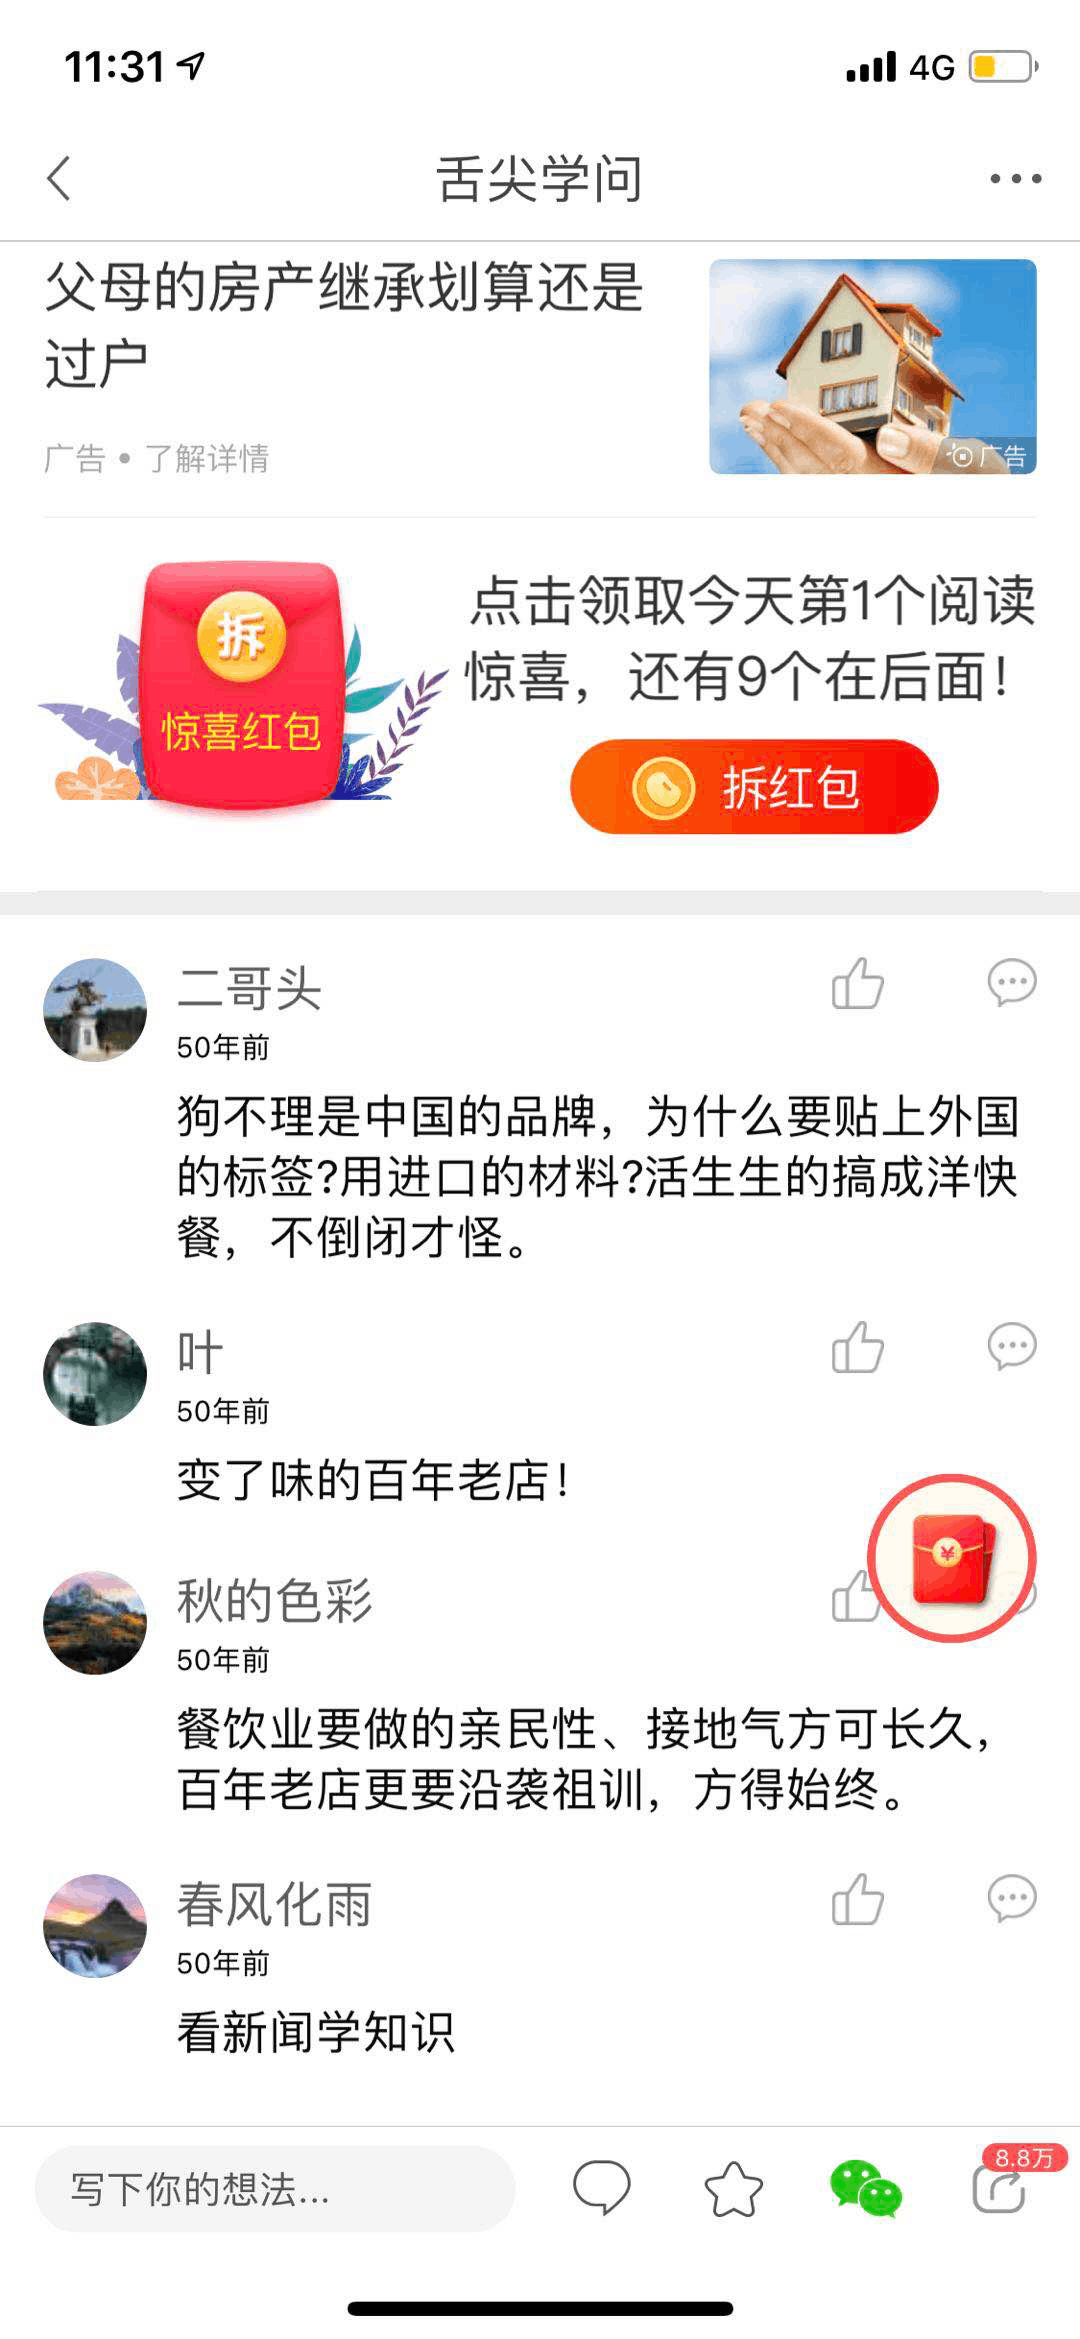 11:31
4G
舌尖学问
父母的房产继承划算还是
过户
广告 • 了解详情
广告
拆
惊喜红包
点击领取今天第1个阅读
惊喜，还有9个在后面！
拆红包
二哥头
50年前
狗不理是中国的品牌，为什么要贴上外国
的标签?用进口的材料?活生生的搞成洋快
餐，不倒闭才怪。
叶
50年前
变了味的百年老店！
¥
秋的色彩
50年前
餐饮业要做的亲民性、接地气方可长久，
百年老店更要沿袭祖训，方得始终。
春风化雨
50年前
看新闻学知识
写下你的想法...
8.8万